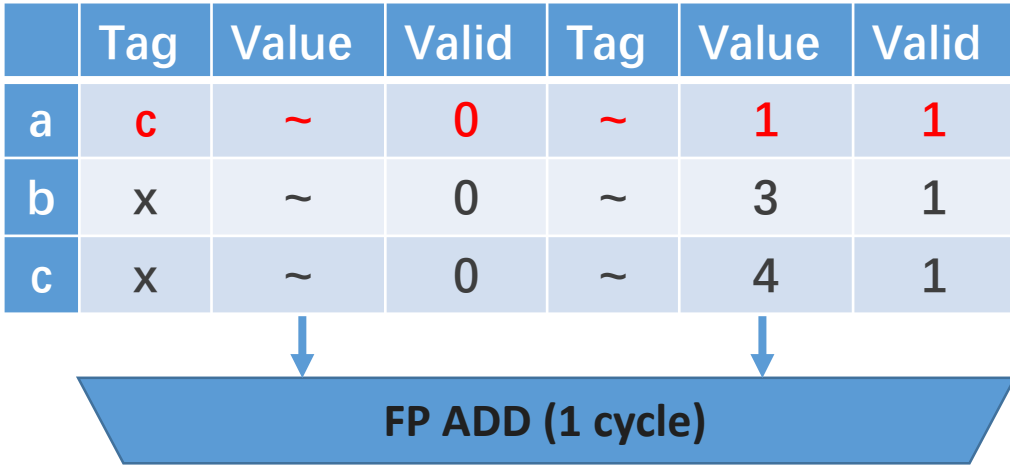 Tag Value Valid Tag Value Valid
a c ~ 0 ~ 1 1
b x ~ 0 ~ 3 1
c x ~ 0 ~ 4 1
FP ADD (1 cycle)